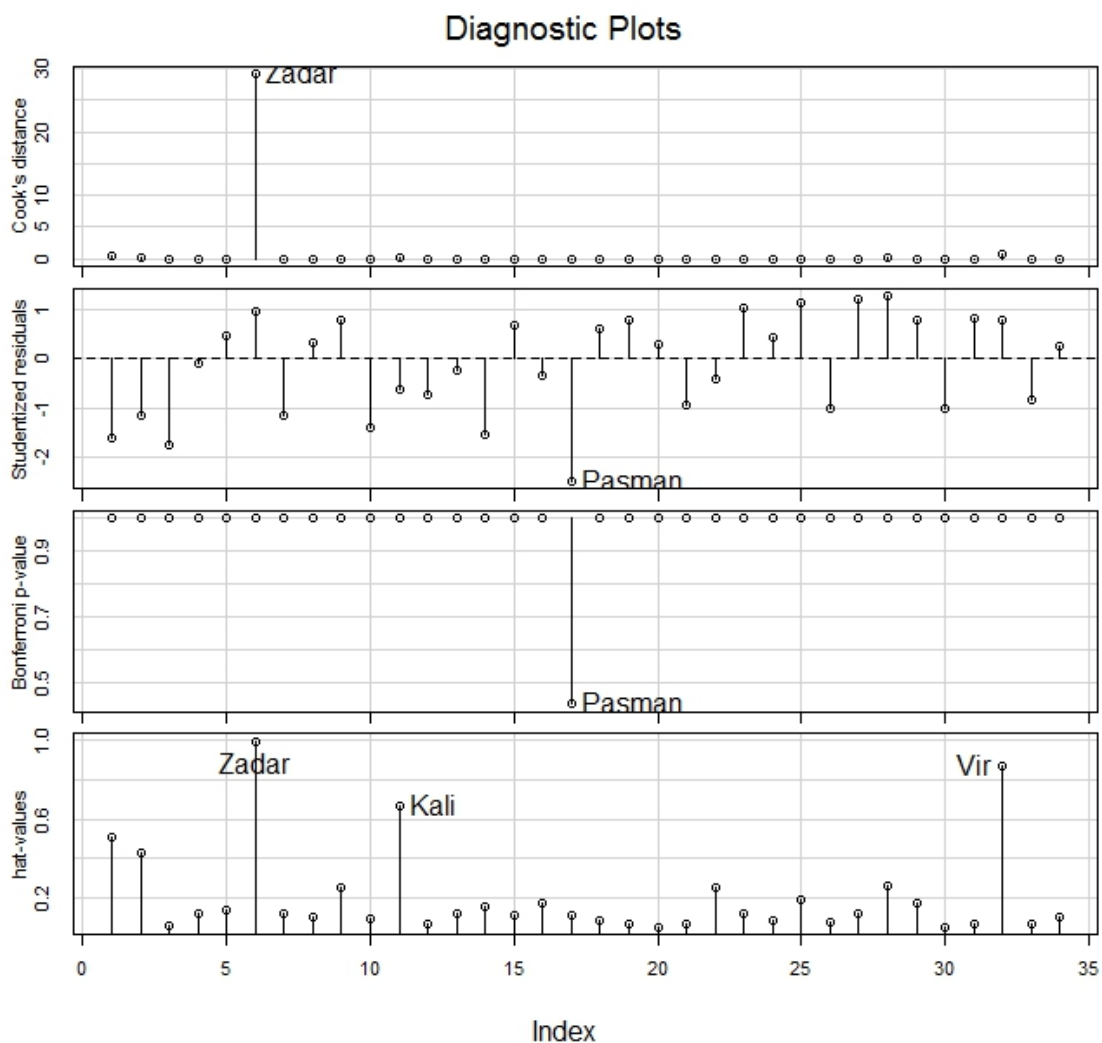 Diagnostic Plots
Cook's distance
30
20
10
5
0
Zadar
Studentized residuals
1
0
-1
-2
Pasman
Bonferroni p-value
0.9
0.7
0.5
Pasman
hat-values
1.0
0.6
0.2
Zadar
Kali
Vir
0 5 10 15 20 25 30 35
Index